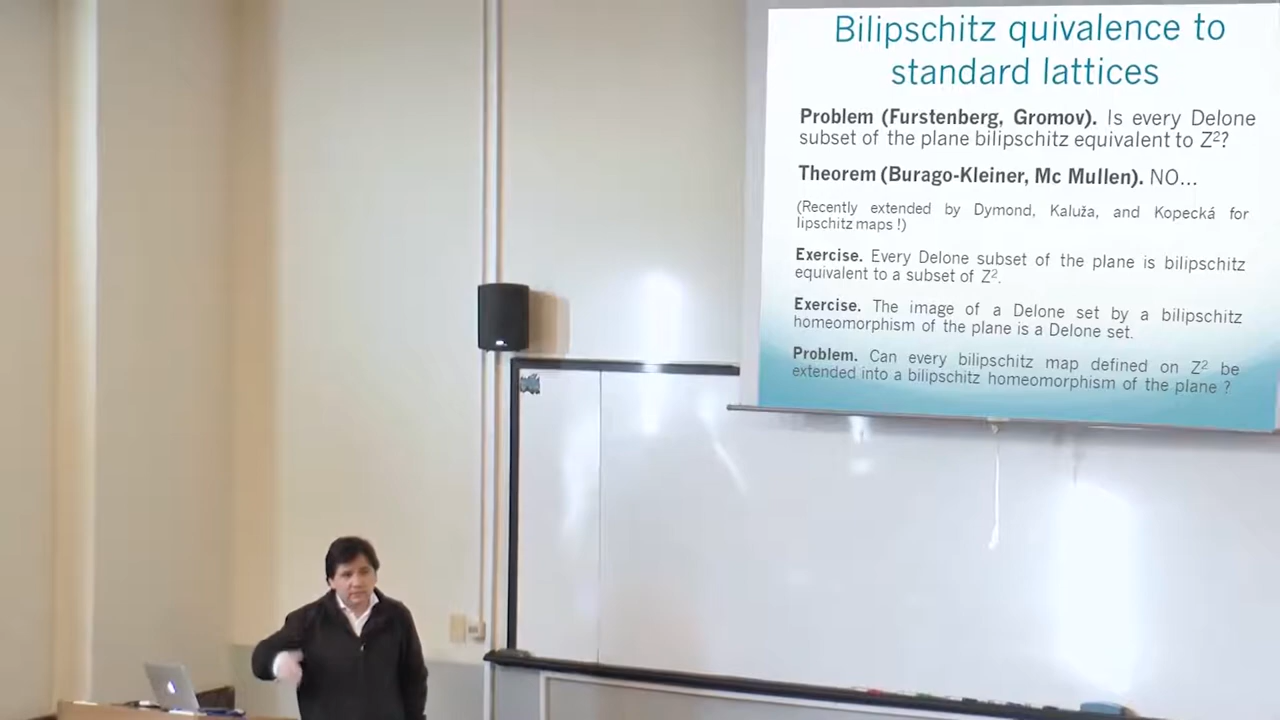 Bilipschitz quivalence to
standard lattices
Problem (Furstenberg, Gromov). Is every Delone
subset of the plane bilipschitz equivalent to Z²?
Theorem (Burago-Kleiner, Mc Mullen). NO...
(Recently extended by Dymond, Kaluža, and Kopecká for
lipschitz maps !)
Exercise. Every Delone subset of the plane is bilipschitz
equivalent to a subset of Z².
Exercise. The image of a Delone set by a bilipschitz
homeomorphism of the plane is a Delone set.
Problem. Can every bilipschitz map defined on Z² be
extended into a bilipschitz homeomorphism of the plane ?